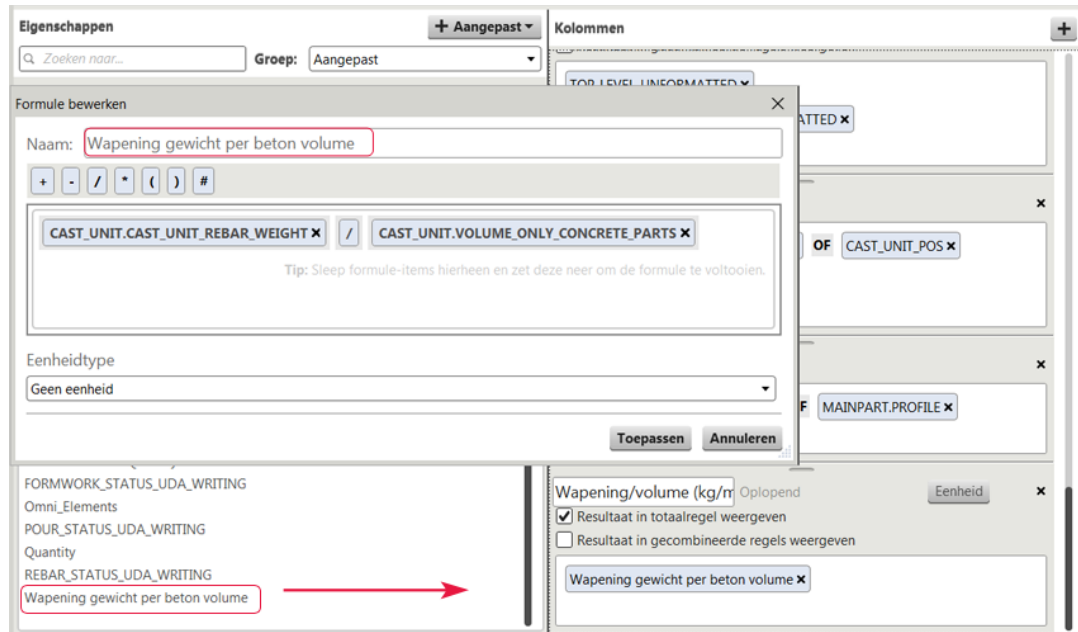 Eigenschappen
+ Aangepast
Zoeken naar...
Groep: Aangepast
Formule bewerken
Naam: Wapening gewicht per beton volume
+ - / * ( ) #
CAST_UNIT.CAST_UNIT_REBAR_WEIGHT × / CAST_UNIT.VOLUME_ONLY_CONCRETE_PARTS ×
Tip: Sleep formule-items hierheen en zet deze neer om de formule te voltooien.
Eenheidtype
Geen eenheid
Toepassen Annuleren
FORMWORK_STATUS_UDA_WRITING
Omni_Elements
POUR_STATUS_UDA_WRITING
Quantity
REBAR_STATUS_UDA_WRITING
Wapening gewicht per beton volume
Kolommen
TOP_LEVEL_UNFORMATTED ×
ATTED ×
OF CAST_UNIT_POS ×
F MAINPART.PROFILE ×
Wapening/volume (kg/m Oplopend Eenheid ×
Resultaat in totaalregel weergeven
Resultaat in gecombineerde regels weergeven
Wapening gewicht per beton volume ×